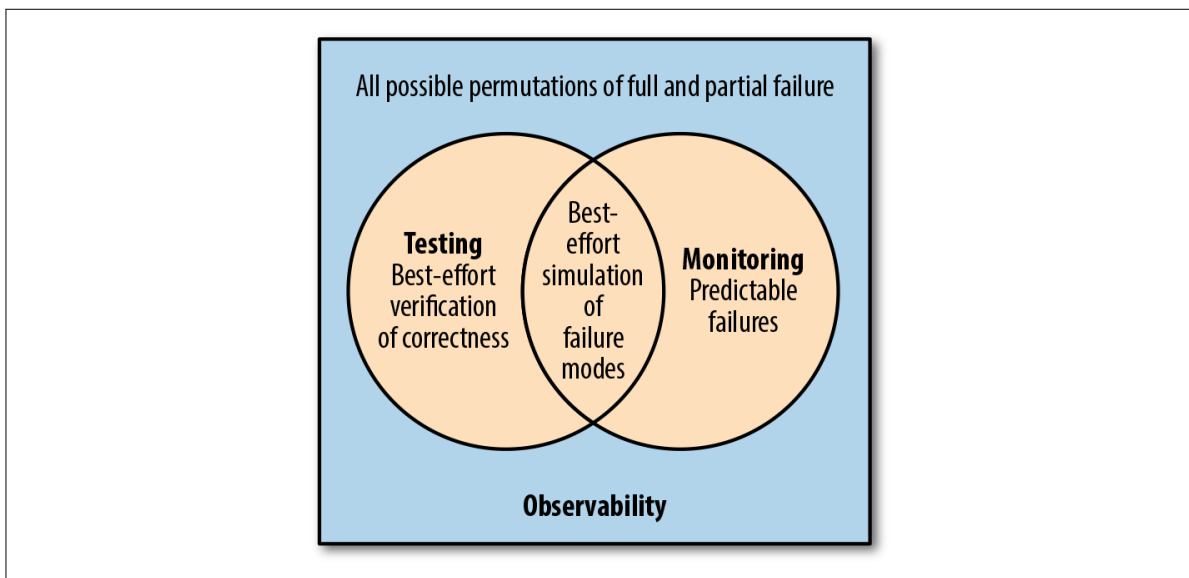 All possible permutations of full and partial failure
Testing
Best-effort
verification
of correctness
Best-
effort
simulation
of
failure
modes
Monitoring
Predictable
failures
Observability